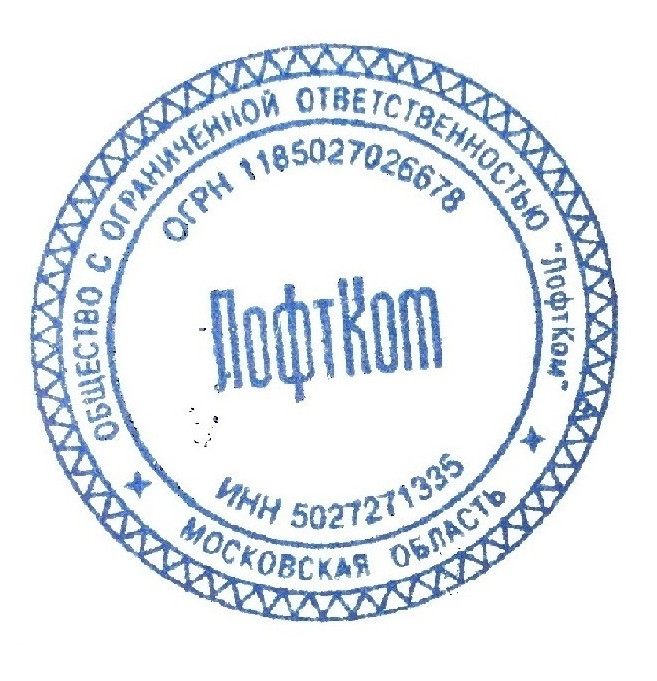 ОБЩЕСТВО С ОГРАНИЧЕННОЙ ОТВЕТСТВЕННОСТЬЮ "ЛофтКом"
ОГРН 1185027026678
ЛофтКом
ИНН 5027271335
МОСКОВСКАЯ ОБЛАСТЬ